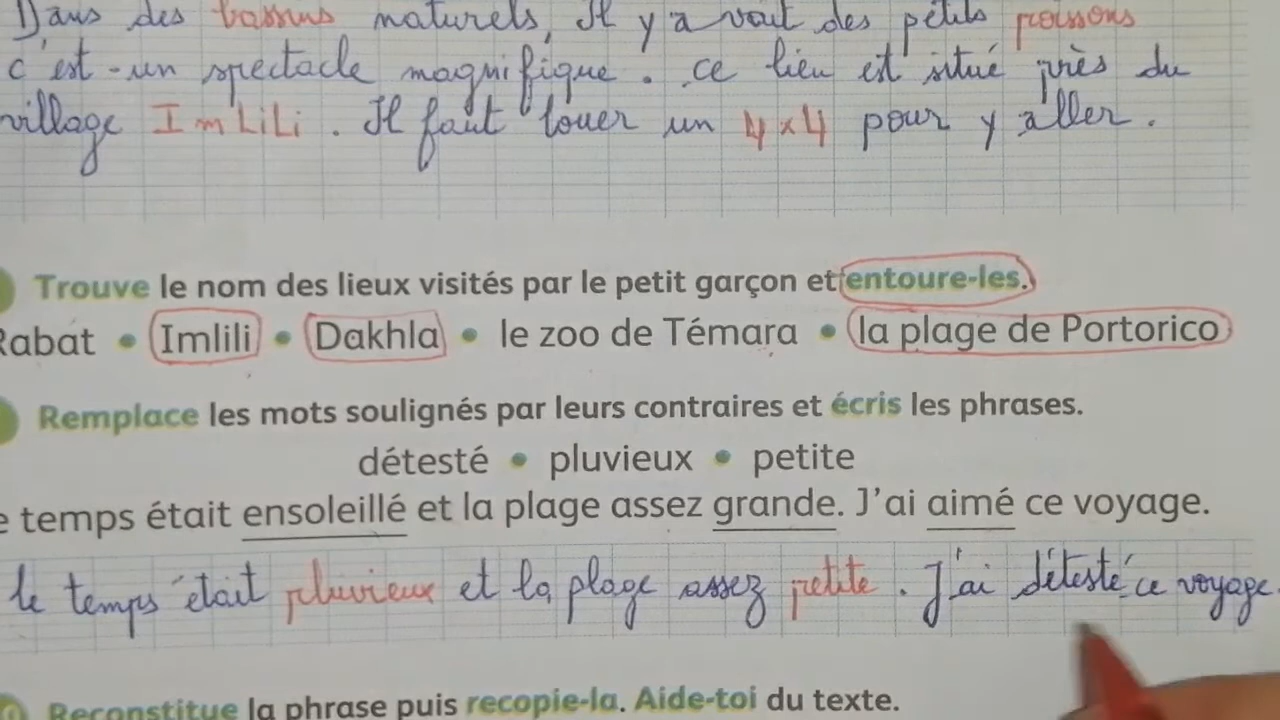 Dans des bassins naturels, Il y a vait des petits poissons
c'est-un spectacle magnifique. ce lieu est situé près du
village ImLiLi. Il faut louer un 4x4 pour y aller.
Trouve le nom des lieux visités par le petit garçon et entoure-les.
Rabat • Imlili • Dakhla • le zoo de Témara • la plage de Portorico
Remplace les mots soulignés par leurs contraires et écris les phrases.
détesté • pluvieux • petite
e temps était ensoleillé et la plage assez grande. J'ai aimé ce voyage.
le temps était pluvieux et la plage assez petite. J'ai détesté ce voyage.
Reconstitue la phrase puis recopie-la. Aide-toi du texte.